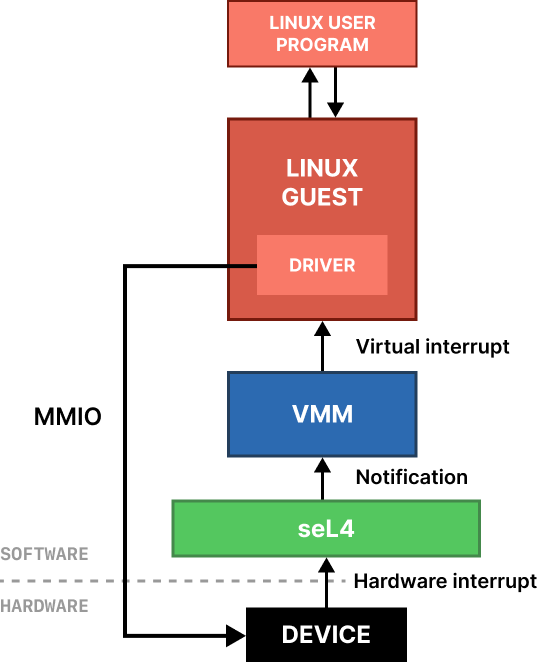 LINUX USER
PROGRAM
LINUX
GUEST
DRIVER
Virtual interrupt
MMIO
VMM
Notification
seL4
SOFTWARE
Hardware interrupt
HARDWARE
DEVICE